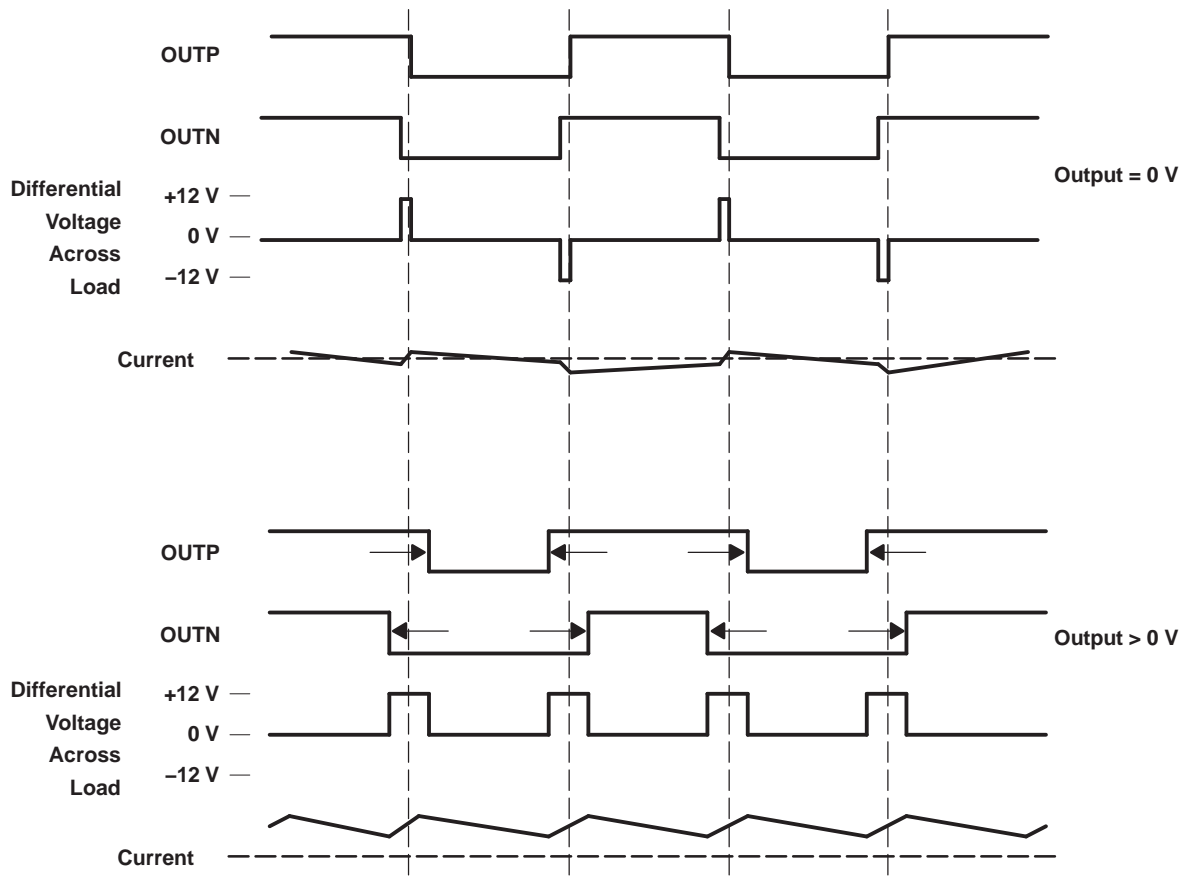 OUTP
OUTN
Output = 0 V
Differential
Voltage
Across
Load
+12 V
0 V
–12 V
Current
OUTP
OUTN
Output > 0 V
Differential
Voltage
Across
Load
+12 V
0 V
–12 V
Current